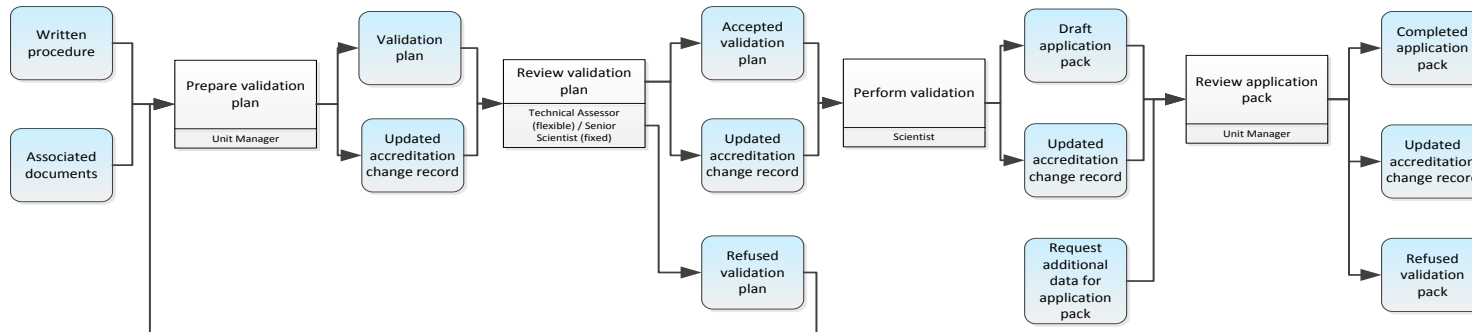 Written
procedure
Associated
documents
Prepare validation
plan
Unit Manager
Validation
plan
Updated
accreditation
change record
Review validation
plan
Technical Assessor
(flexible) / Senior
Scientist (fixed)
Accepted
validation
plan
Updated
accreditation
change record
Refused
validation
plan
Perform validation
Scientist
Draft
application
pack
Updated
accreditation
change record
Request
additional
data for
application
pack
Review application
pack
Unit Manager
Completed
application
pack
Updated
accreditation
change record
Refused
validation
pack